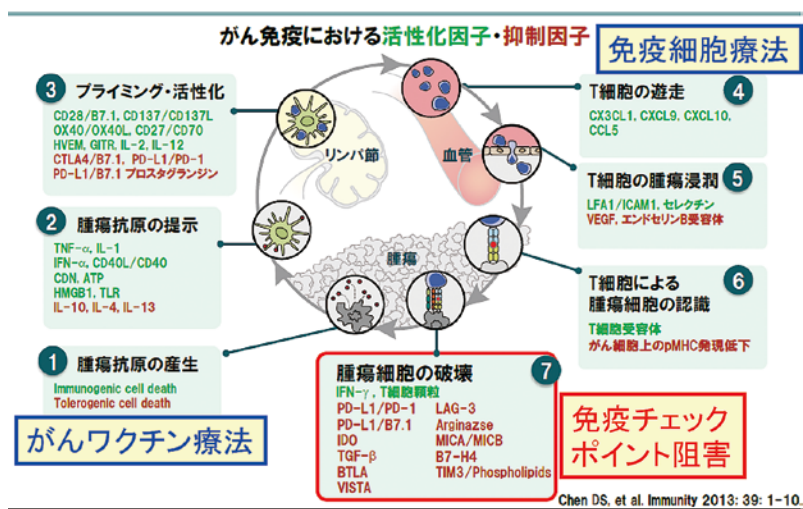 がん免疫における活性化因子・抑制因子
免疫細胞療法
3 プライミング・活性化
CD28/B7.1, CD137/CD137L
OX40/OX40L, CD27/CD70
HVEM, GITR, IL-2, IL-12
CTLA4/B7.1, PD-L1/PD-1
PD-L1/B7.1 プロスタグランジン
リンパ節
血管
T細胞の遊走 4
CX3CL1, CXCL9, CXCL10,
CCL5
T細胞の腫瘍浸潤 5
LFA1/ICAM1, セレクチン
VEGF, エンドセリンB受容体
2 腫瘍抗原の提示
TNF-α, IL-1
IFN-α, CD40L/CD40
CDN, ATP
HMGB1, TLR
IL-10, IL-4, IL-13
腫瘍
T細胞による 6
腫瘍細胞の認識
T細胞受容体
がん細胞上のpMHC発現低下
1 腫瘍抗原の産生
Immunogenic cell death
Tolerogenic cell death
がんワクチン療法
腫瘍細胞の破壊 7
IFN-γ, T細胞顆粒
PD-L1/PD-1 LAG-3
PD-L1/B7.1 Arginazse
IDO MICA/MICB
TGF-β B7-H4
BTLA TIM3/Phospholipids
VISTA
免疫チェック
ポイント阻害
Chen DS, et al. Immunity 2013: 39: 1-10.